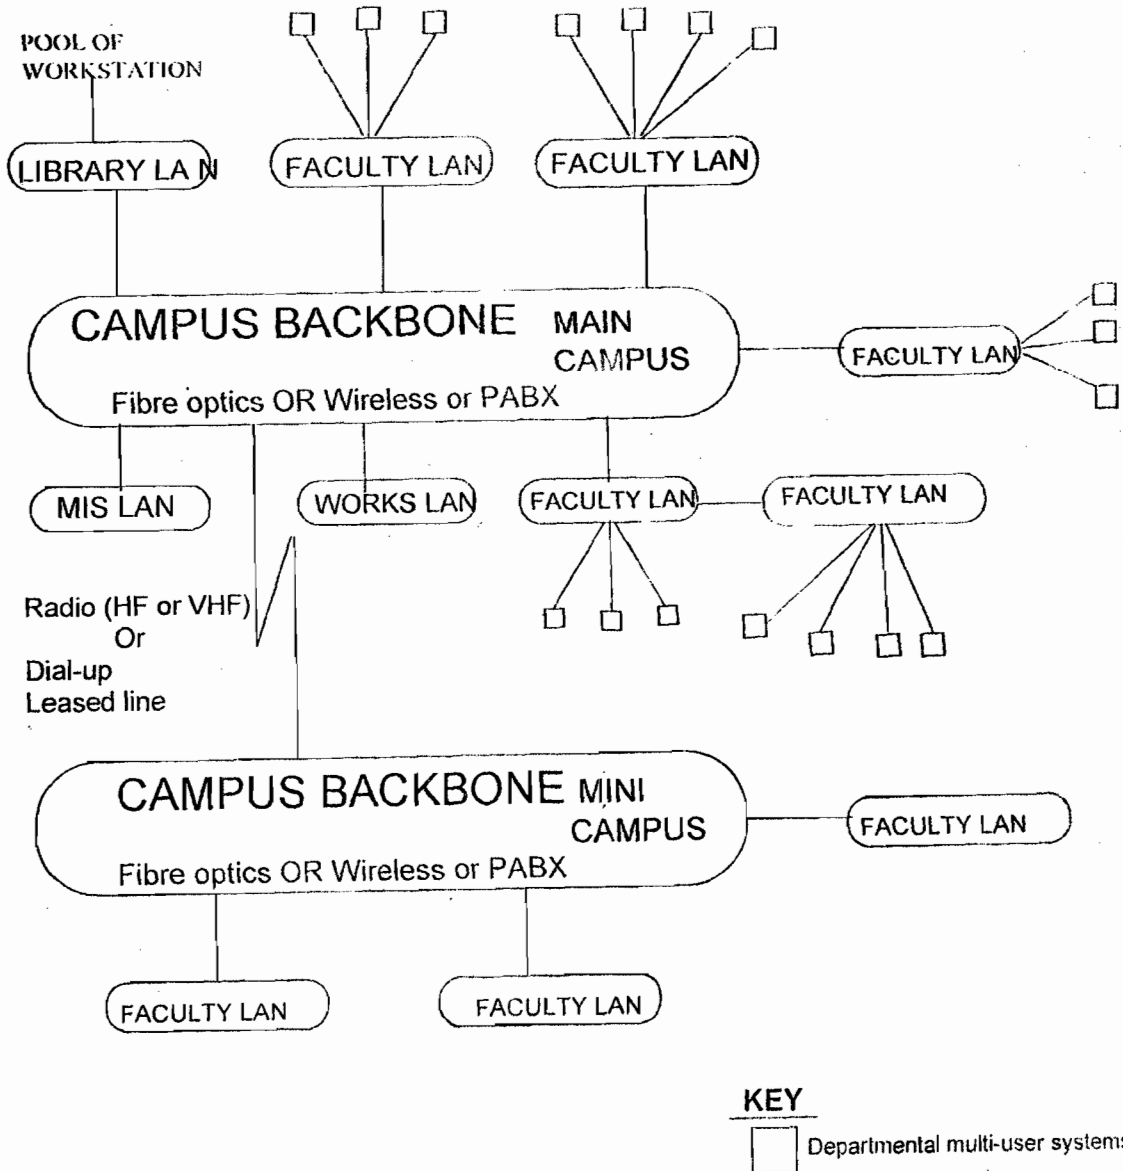 POOL OF
WORKSTATION
LIBRARY LA N
FACULTY LAN
FACULTY LAN
CAMPUS BACKBONE MAIN
CAMPUS
Fibre optics OR Wireless or PABX
FACULTY LAN
MIS LAN
WORKS LAN
FACULTY LAN
FACULTY LAN
Radio (HF or VHF)
Or
Dial-up
Leased line
CAMPUS BACKBONE MINI
CAMPUS
Fibre optics OR Wireless or PABX
FACULTY LAN
FACULTY LAN
FACULTY LAN
KEY
Departmental multi-user systems